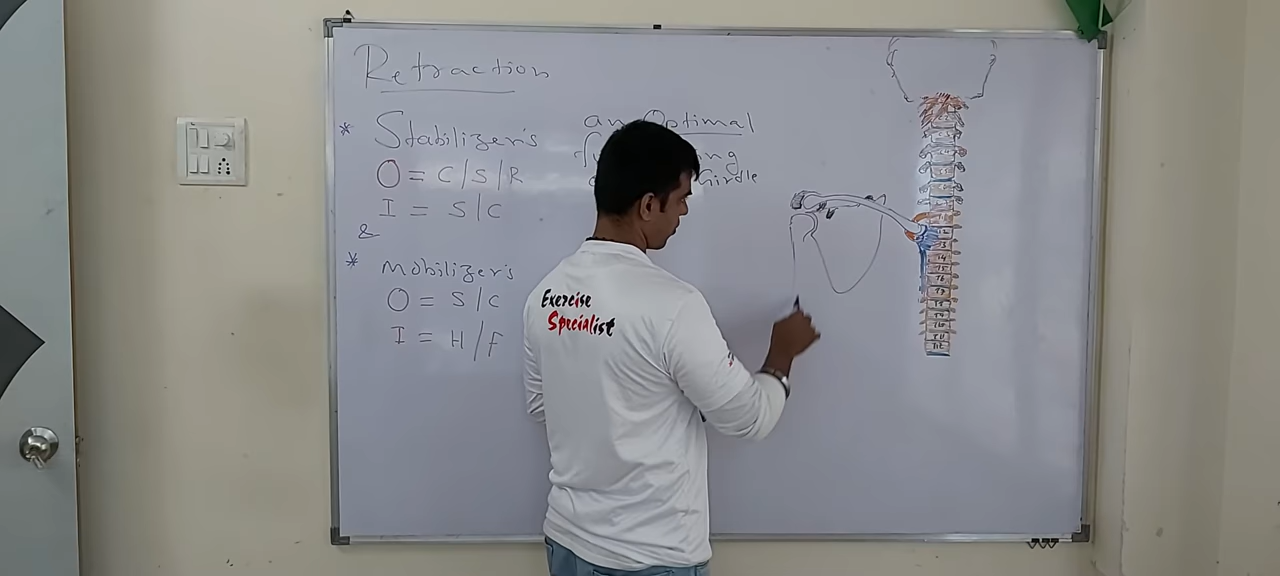 Retraction
* Stabilizer's
O = C/S/R
I = S/C
&
* Mobilizer's
O = S/C
I = H/F
an Optimal
Girdle
Exercise
Specialist